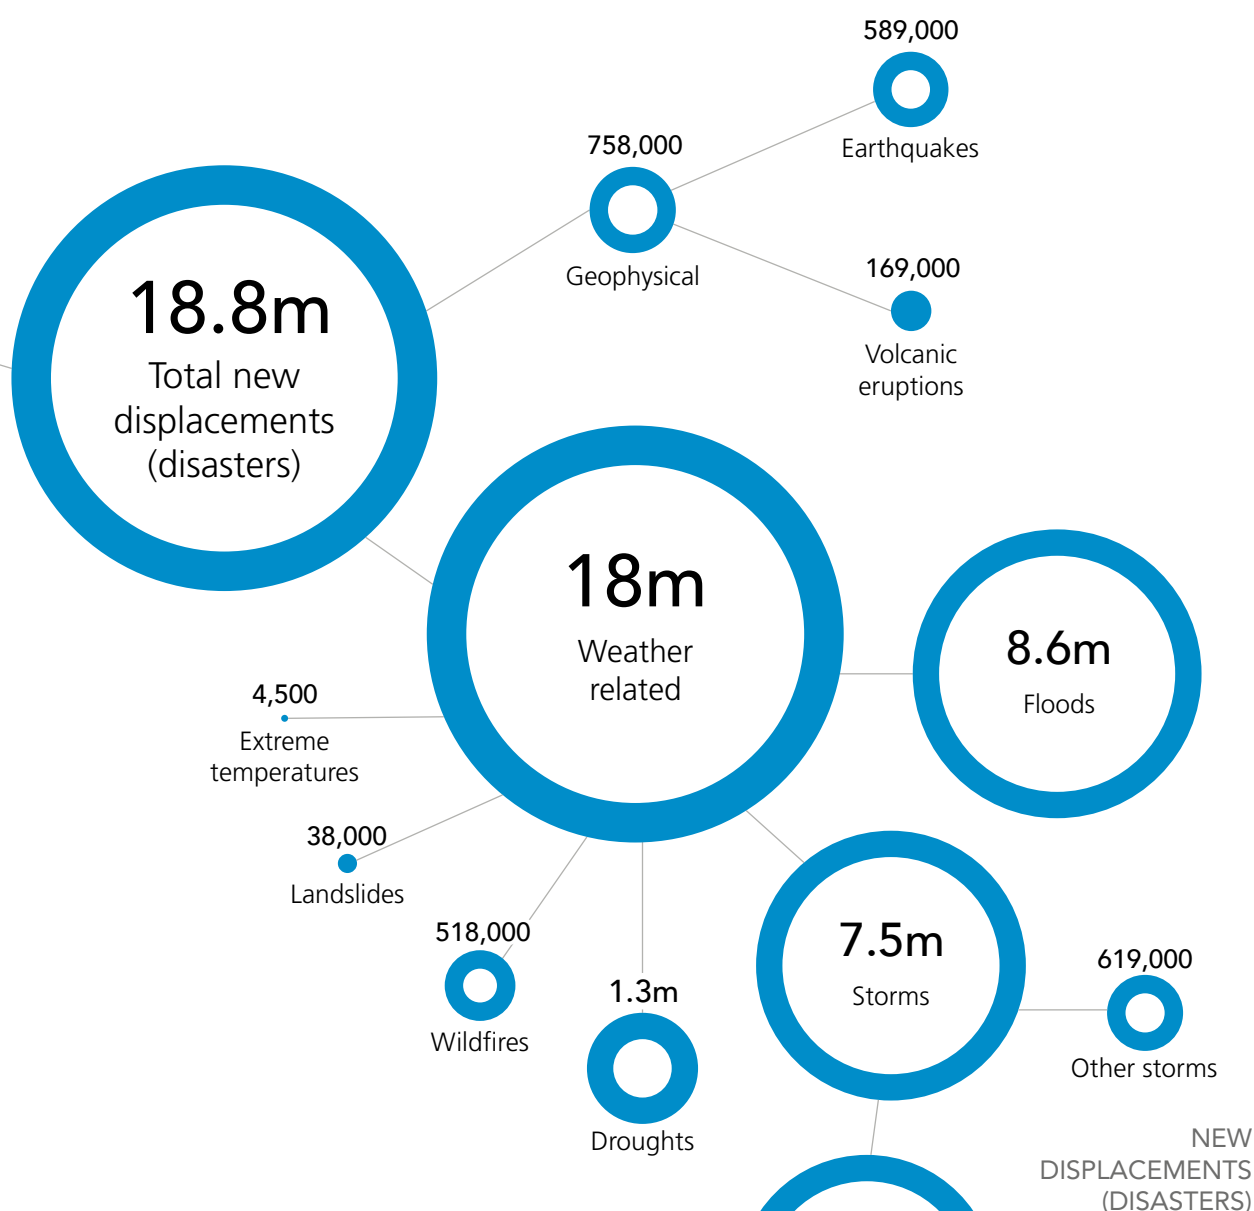 589,000
Earthquakes
758,000
Geophysical
169,000
Volcanic
eruptions
18.8m
Total new
displacements
(disasters)
18m
Weather
related
8.6m
Floods
4,500
Extreme
temperatures
38,000
Landslides
518,000
Wildfires
1.3m
Droughts
7.5m
Storms
619,000
Other storms
NEW
DISPLACEMENTS
(DISASTERS)